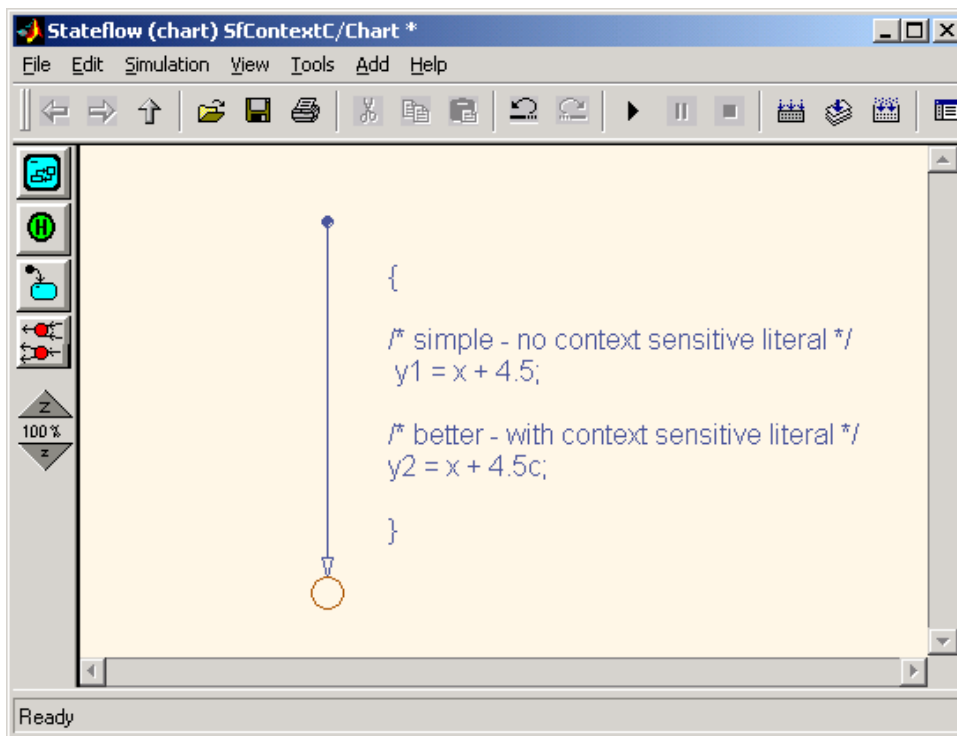 Stateflow (chart) SfContextC/Chart *
File Edit Simulation View Tools Add Help
H
{
/* simple - no context sensitive literal */
y1 = x + 4.5;
/* better - with context sensitive literal */
y2 = x + 4.5c;
}
Z
100 %
z
Ready